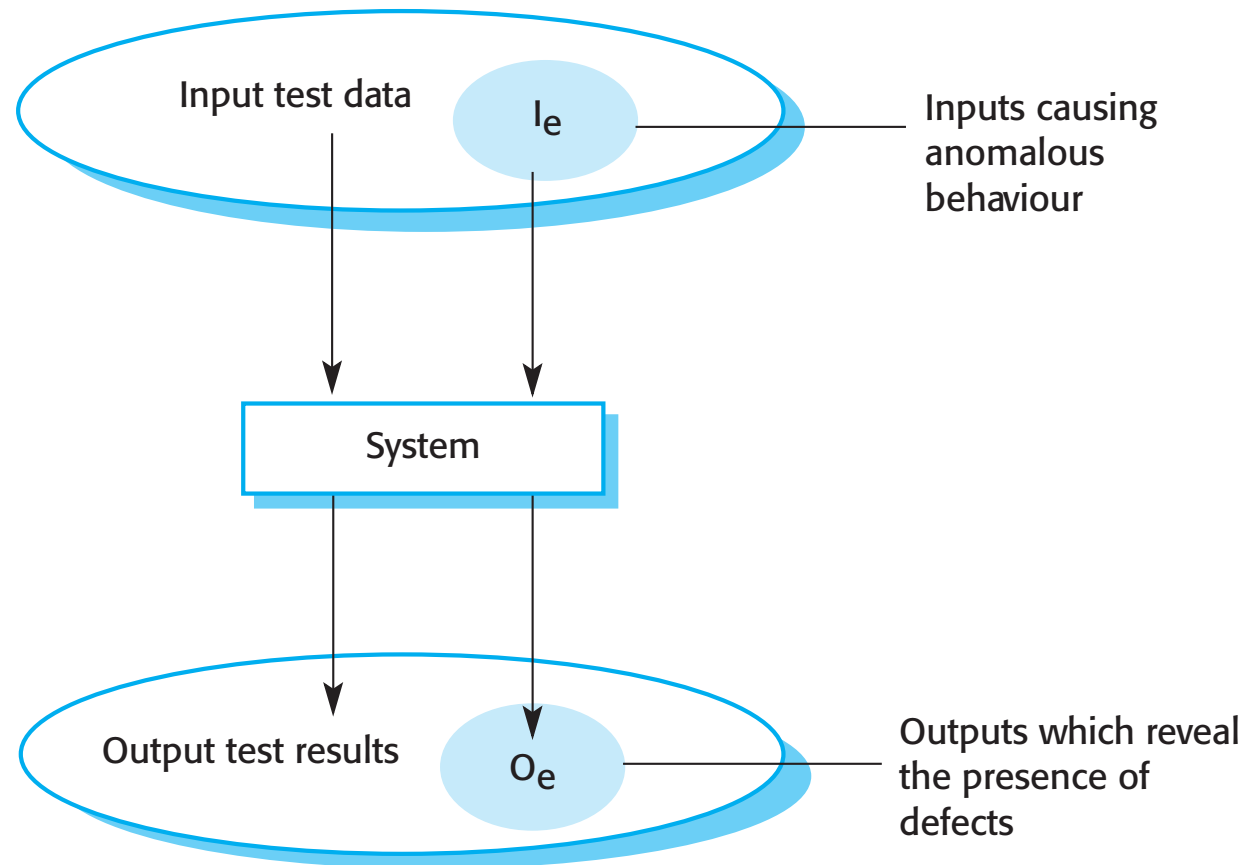 Input test data
Ie
Inputs causing
anomalous
behaviour
System
Output test results
Oe
Outputs which reveal
the presence of
defects